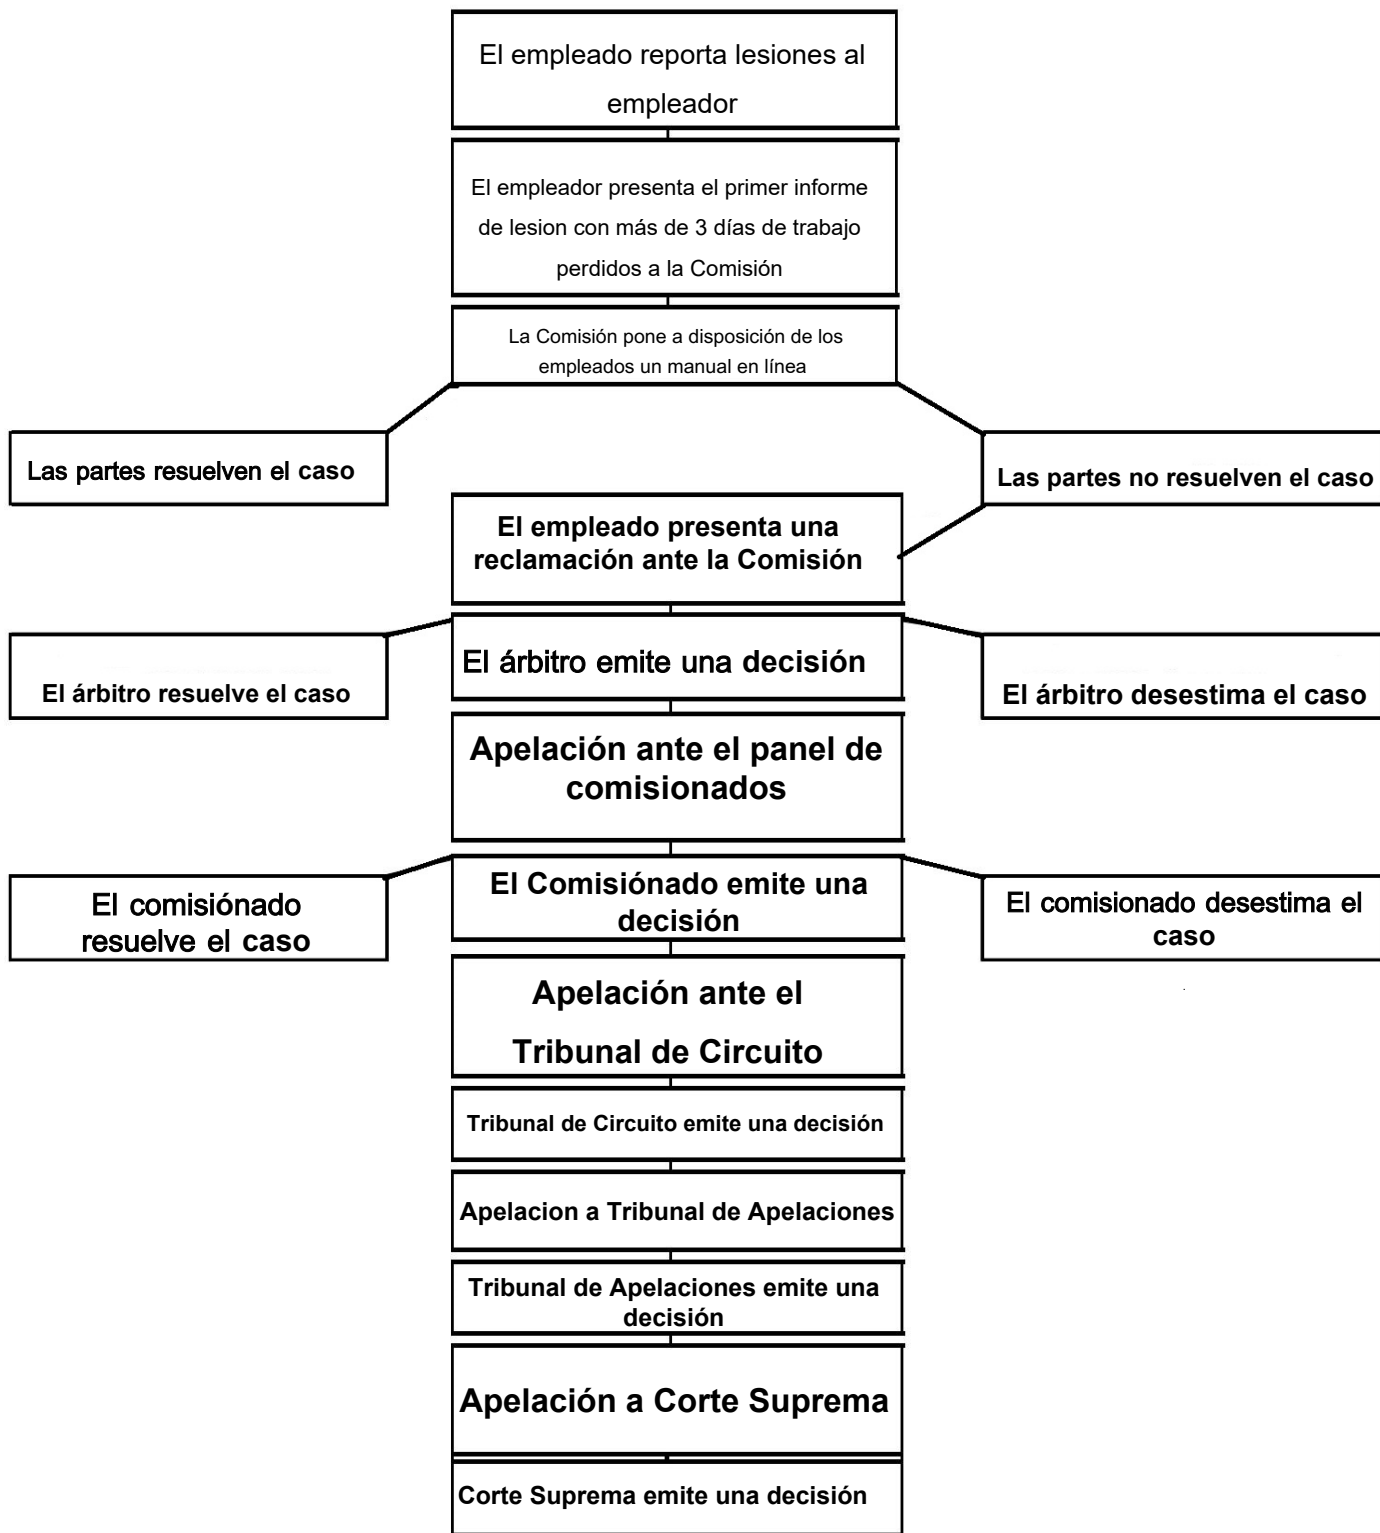 El empleado reporta lesiones al
empleador
El empleador presenta el primer informe
de lesion con más de 3 días de trabajo
perdidos a la Comisión
La Comisión pone a disposición de los
empleados un manual en línea
Las partes resuelven el caso
Las partes no resuelven el caso
El empleado presenta una
reclamación ante la Comisión
El árbitro emite una decisión
El árbitro resuelve el caso
El árbitro desestima el caso
Apelación ante el panel de
comisionados
El Comisiónado emite una
decisión
El comisiónado
resuelve el caso
El comisionado desestima el
caso
Apelación ante el
Tribunal de Circuito
Tribunal de Circuito emite una decisión
Apelacion a Tribunal de Apelaciones
Tribunal de Apelaciones emite una
decisión
Apelación a Corte Suprema
Corte Suprema emite una decisión